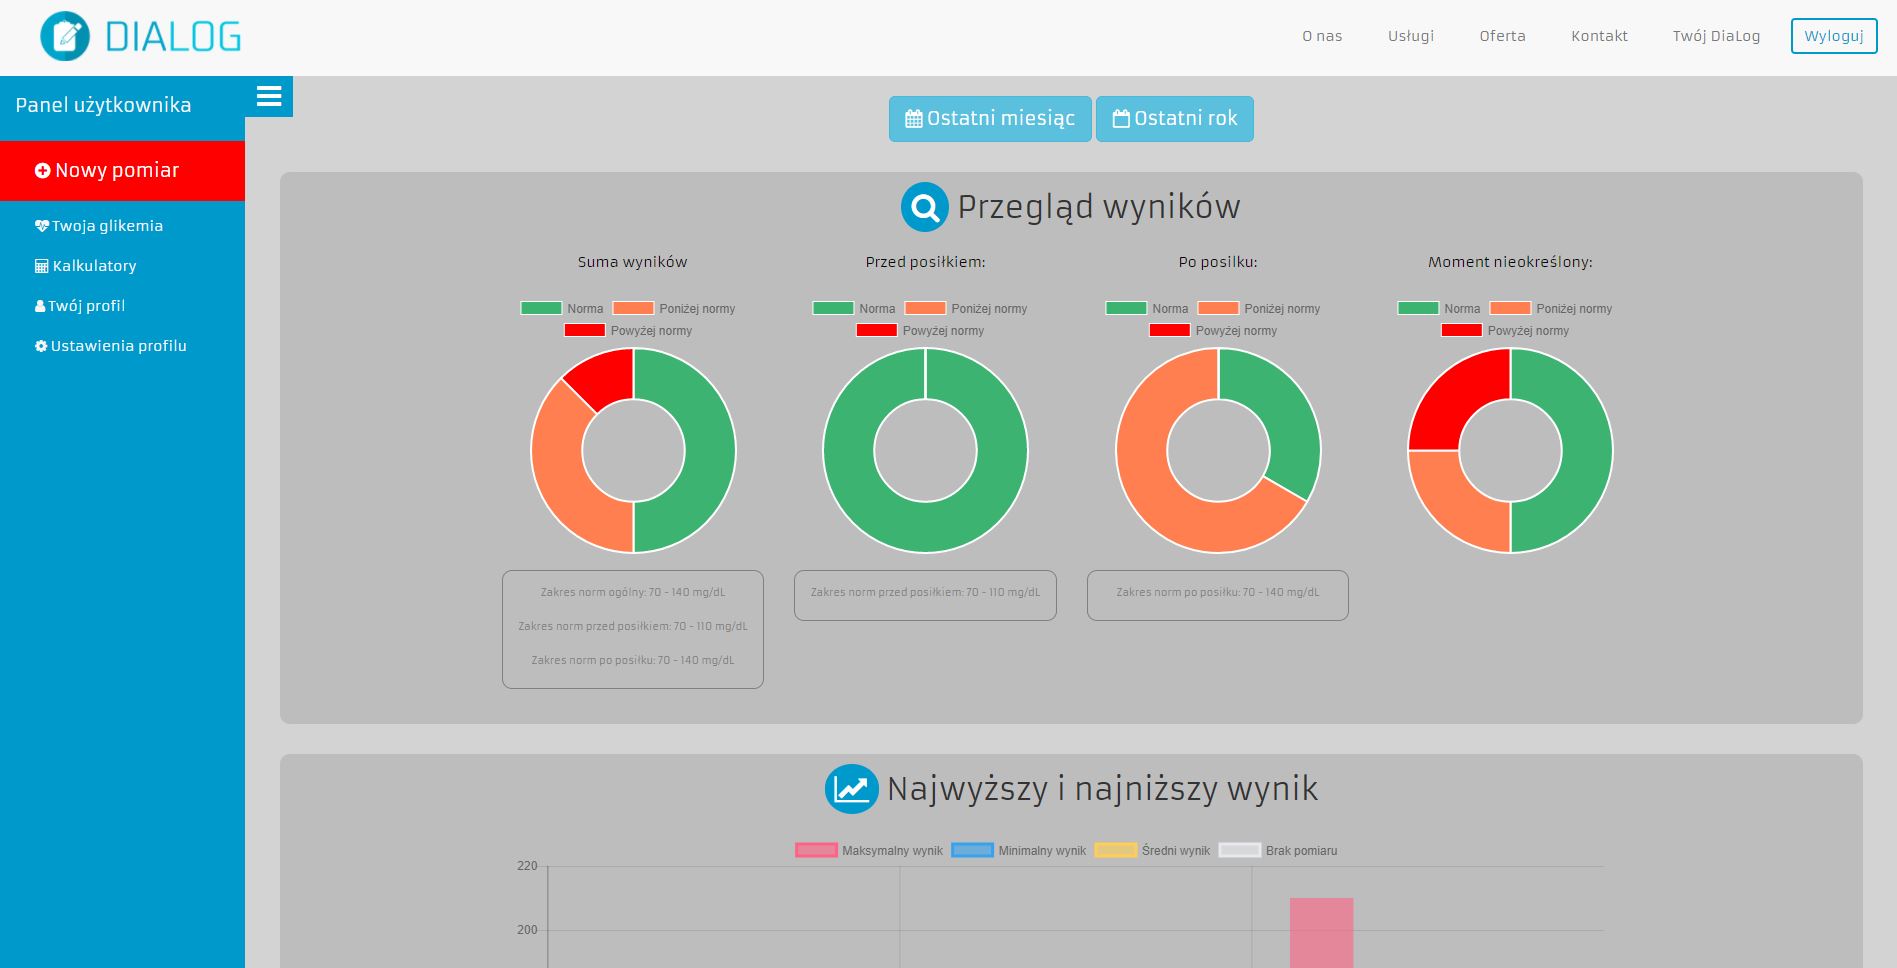 DIALOG
O nas
Usługi
Oferta
Kontakt
Twój DiaLog
Wyloguj
Panel użytkownika
Nowy pomiar
Twoja glikemia
Kalkulatory
Twój profil
Ustawienia profilu
Ostatni miesiąc
Ostatni rok
Przegląd wyników
Suma wyników
Norma
Poniżej normy
Powyżej normy
Zakres norm ogólny: 70 - 140 mg/dL
Zakres norm przed posiłkiem: 70 - 110 mg/dL
Zakres norm po posiłku: 70 - 140 mg/dL
Przed posiłkiem:
Norma
Poniżej normy
Powyżej normy
Zakres norm przed posiłkiem: 70 - 110 mg/dL
Po posilku:
Norma
Poniżej normy
Powyżej normy
Zakres norm po posiłku: 70 - 140 mg/dL
Moment nieokreślony:
Norma
Poniżej normy
Powyżej normy
Najwyższy i najniższy wynik
Maksymalny wynik
Minimalny wynik
Średni wynik
Brak pomiaru
220
200